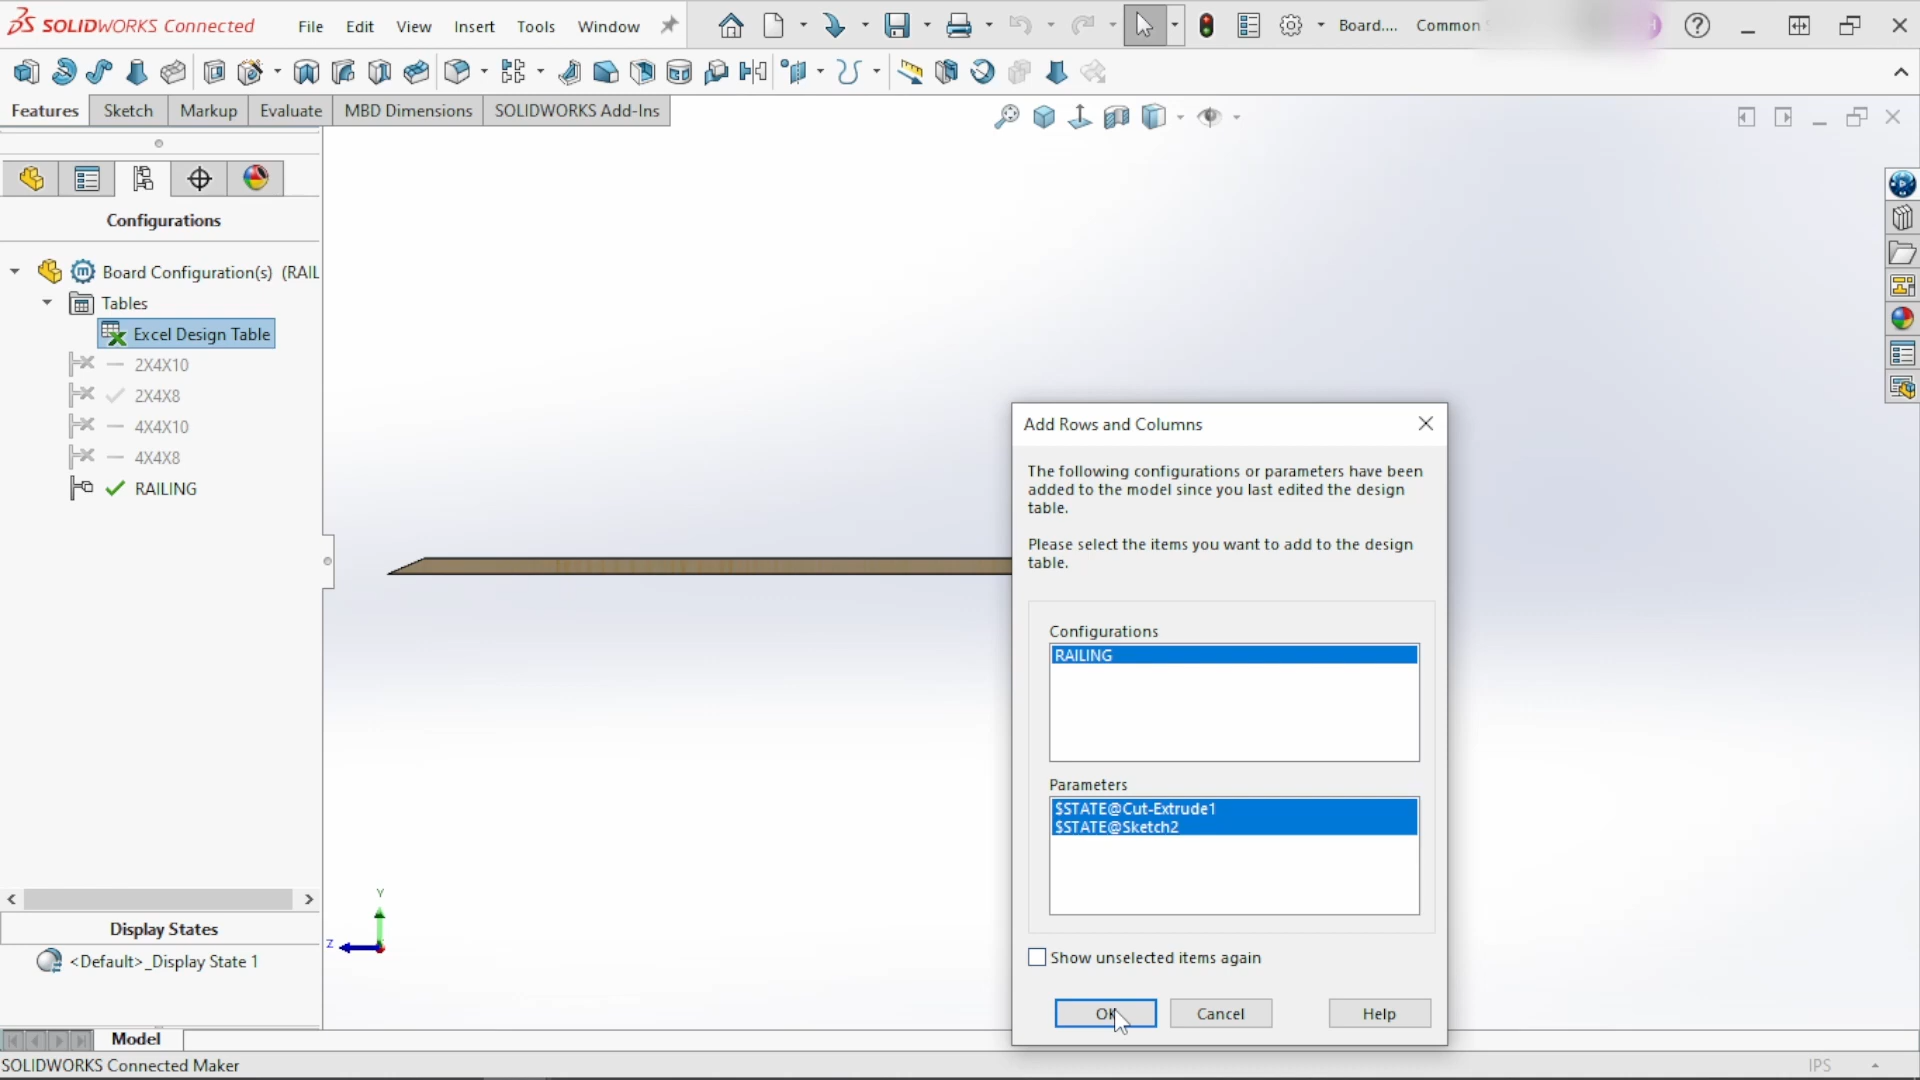 SOLIDWORKS Connected
File
Edit
View
Insert
Tools
Window
Board....
Common
Features
Sketch
Markup
Evaluate
MBD Dimensions
SOLIDWORKS Add-Ins
Configurations
Board Configuration(s) (RAIL
Tables
Excel Design Table
2X4X10
2X4X8
4X4X10
4X4X8
RAILING
Add Rows and Columns
The following configurations or parameters have been
added to the model since you last edited the design
table.
Please select the items you want to add to the design
table.
Configurations
RAILING
Parameters
$STATE@Cut-Extrude1
$STATE@Sketch2
Show unselected items again
OK
Cancel
Help
Y
Z
Display States
<Default>_Display State 1
Model
SOLIDWORKS Connected Maker
IPS